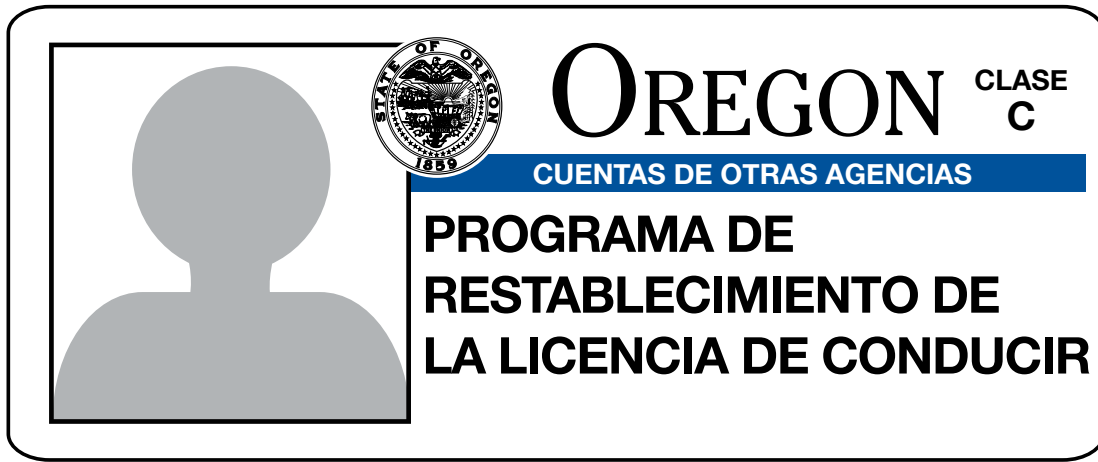 STATE OF OREGON
1859
OREGON
CLASE
C
CUENTAS DE OTRAS AGENCIAS
PROGRAMA DE
RESTABLECIMIENTO DE
LA LICENCIA DE CONDUCIR